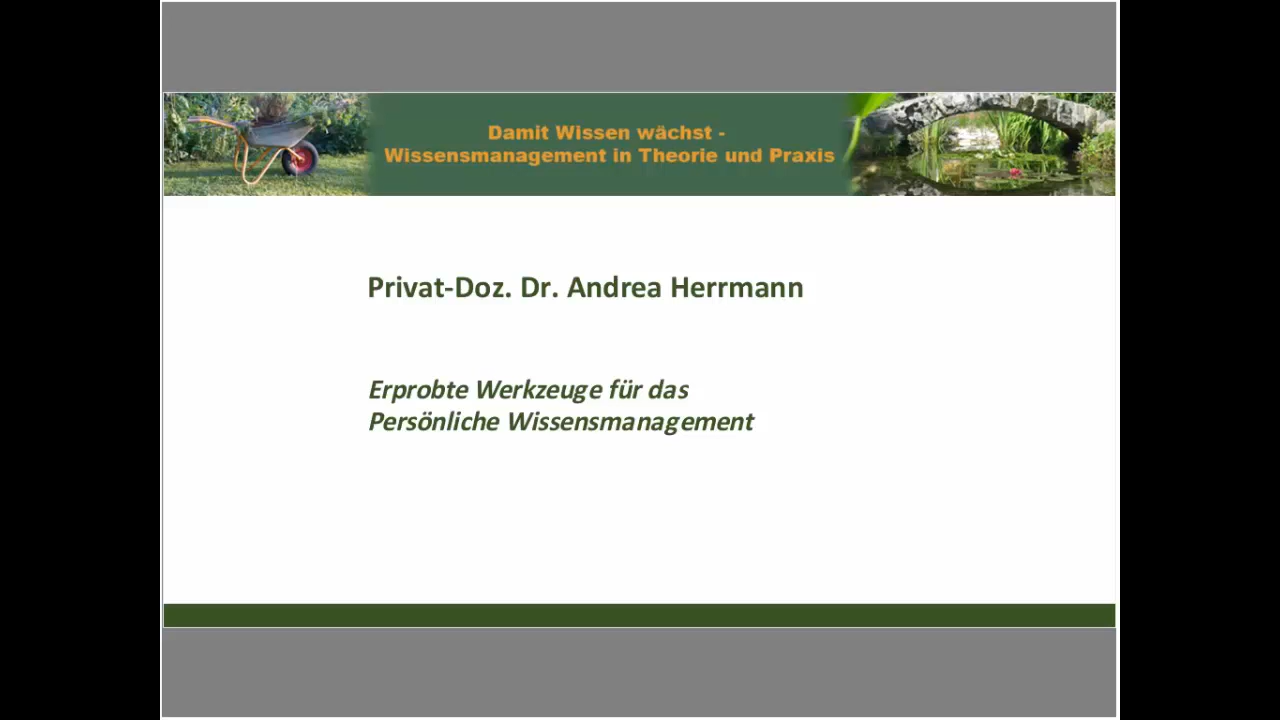 Damit Wissen wächst -
Wissensmanagement in Theorie und Praxis
Privat-Doz. Dr. Andrea Herrmann
Erprobte Werkzeuge für das
Persönliche Wissensmanagement